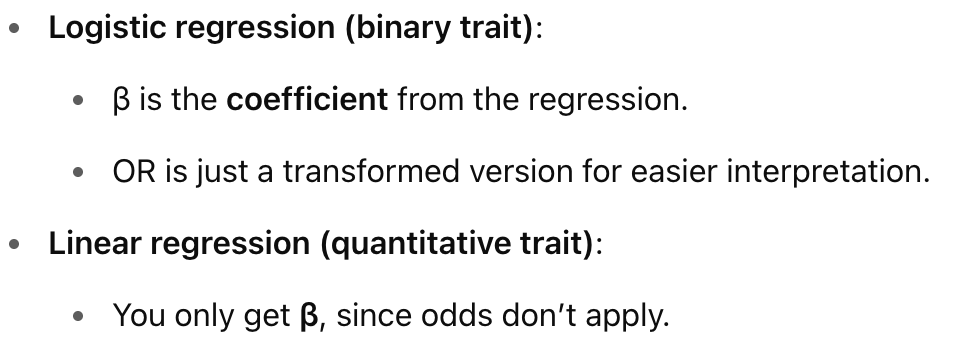 • Logistic regression (binary trait):
• β is the coefficient from the regression.
• OR is just a transformed version for easier interpretation.
• Linear regression (quantitative trait):
• You only get β, since odds don’t apply.